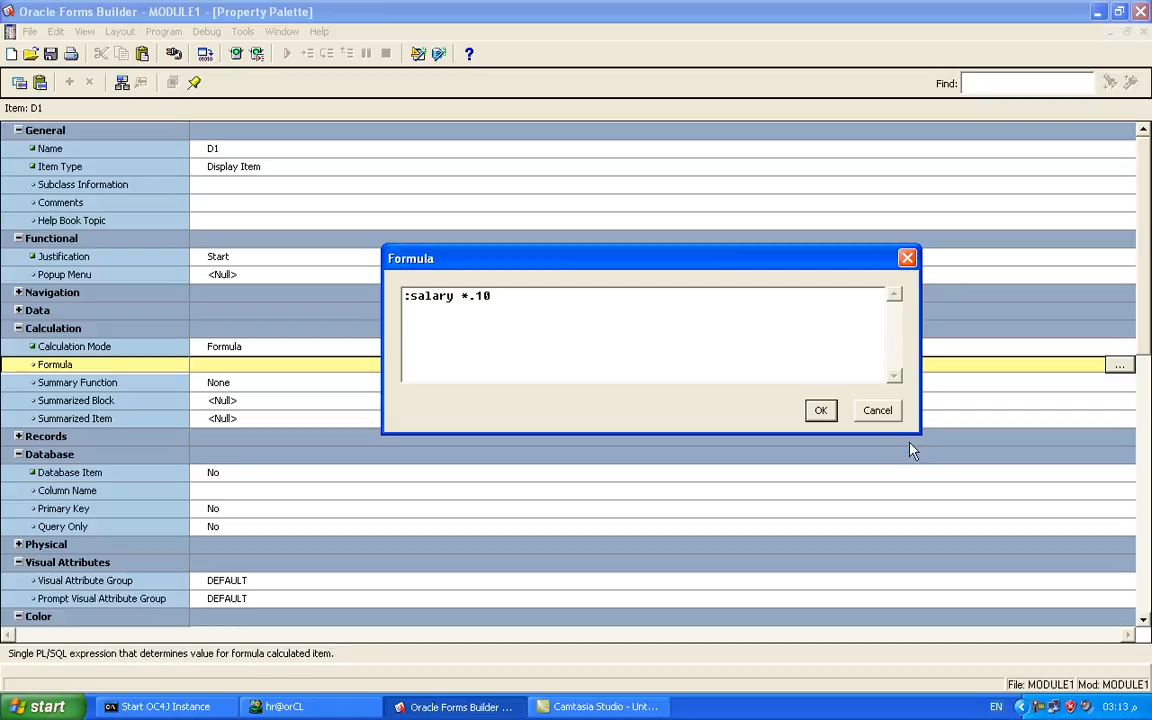 Oracle Forms Builder - MODULE1 - [Property Palette]
File Edit View Layout Program Debug Tools Window Help
Find:
Item: D1
General
Name D1
Item Type Display Item
Subclass Information
Comments
Help Book Topic
Functional
Justification Start
Popup Menu <Null>
Navigation
Data
Calculation
Calculation Mode Formula
Formula ...
Summary Function None
Summarized Block <Null>
Summarized Item <Null>
Records
Database
Database Item No
Column Name
Primary Key No
Query Only No
Physical
Visual Attributes
Visual Attribute Group DEFAULT
Prompt Visual Attribute Group DEFAULT
Color
Formula
:salary *.10
OK Cancel
Single PL/SQL expression that determines value for formula calculated item.
File: MODULE1 Mod: MODULE1
start Start OC4J Instance hr@orCL Oracle Forms Builder ... Camtasia Studio - Unt... EN 03:13 م